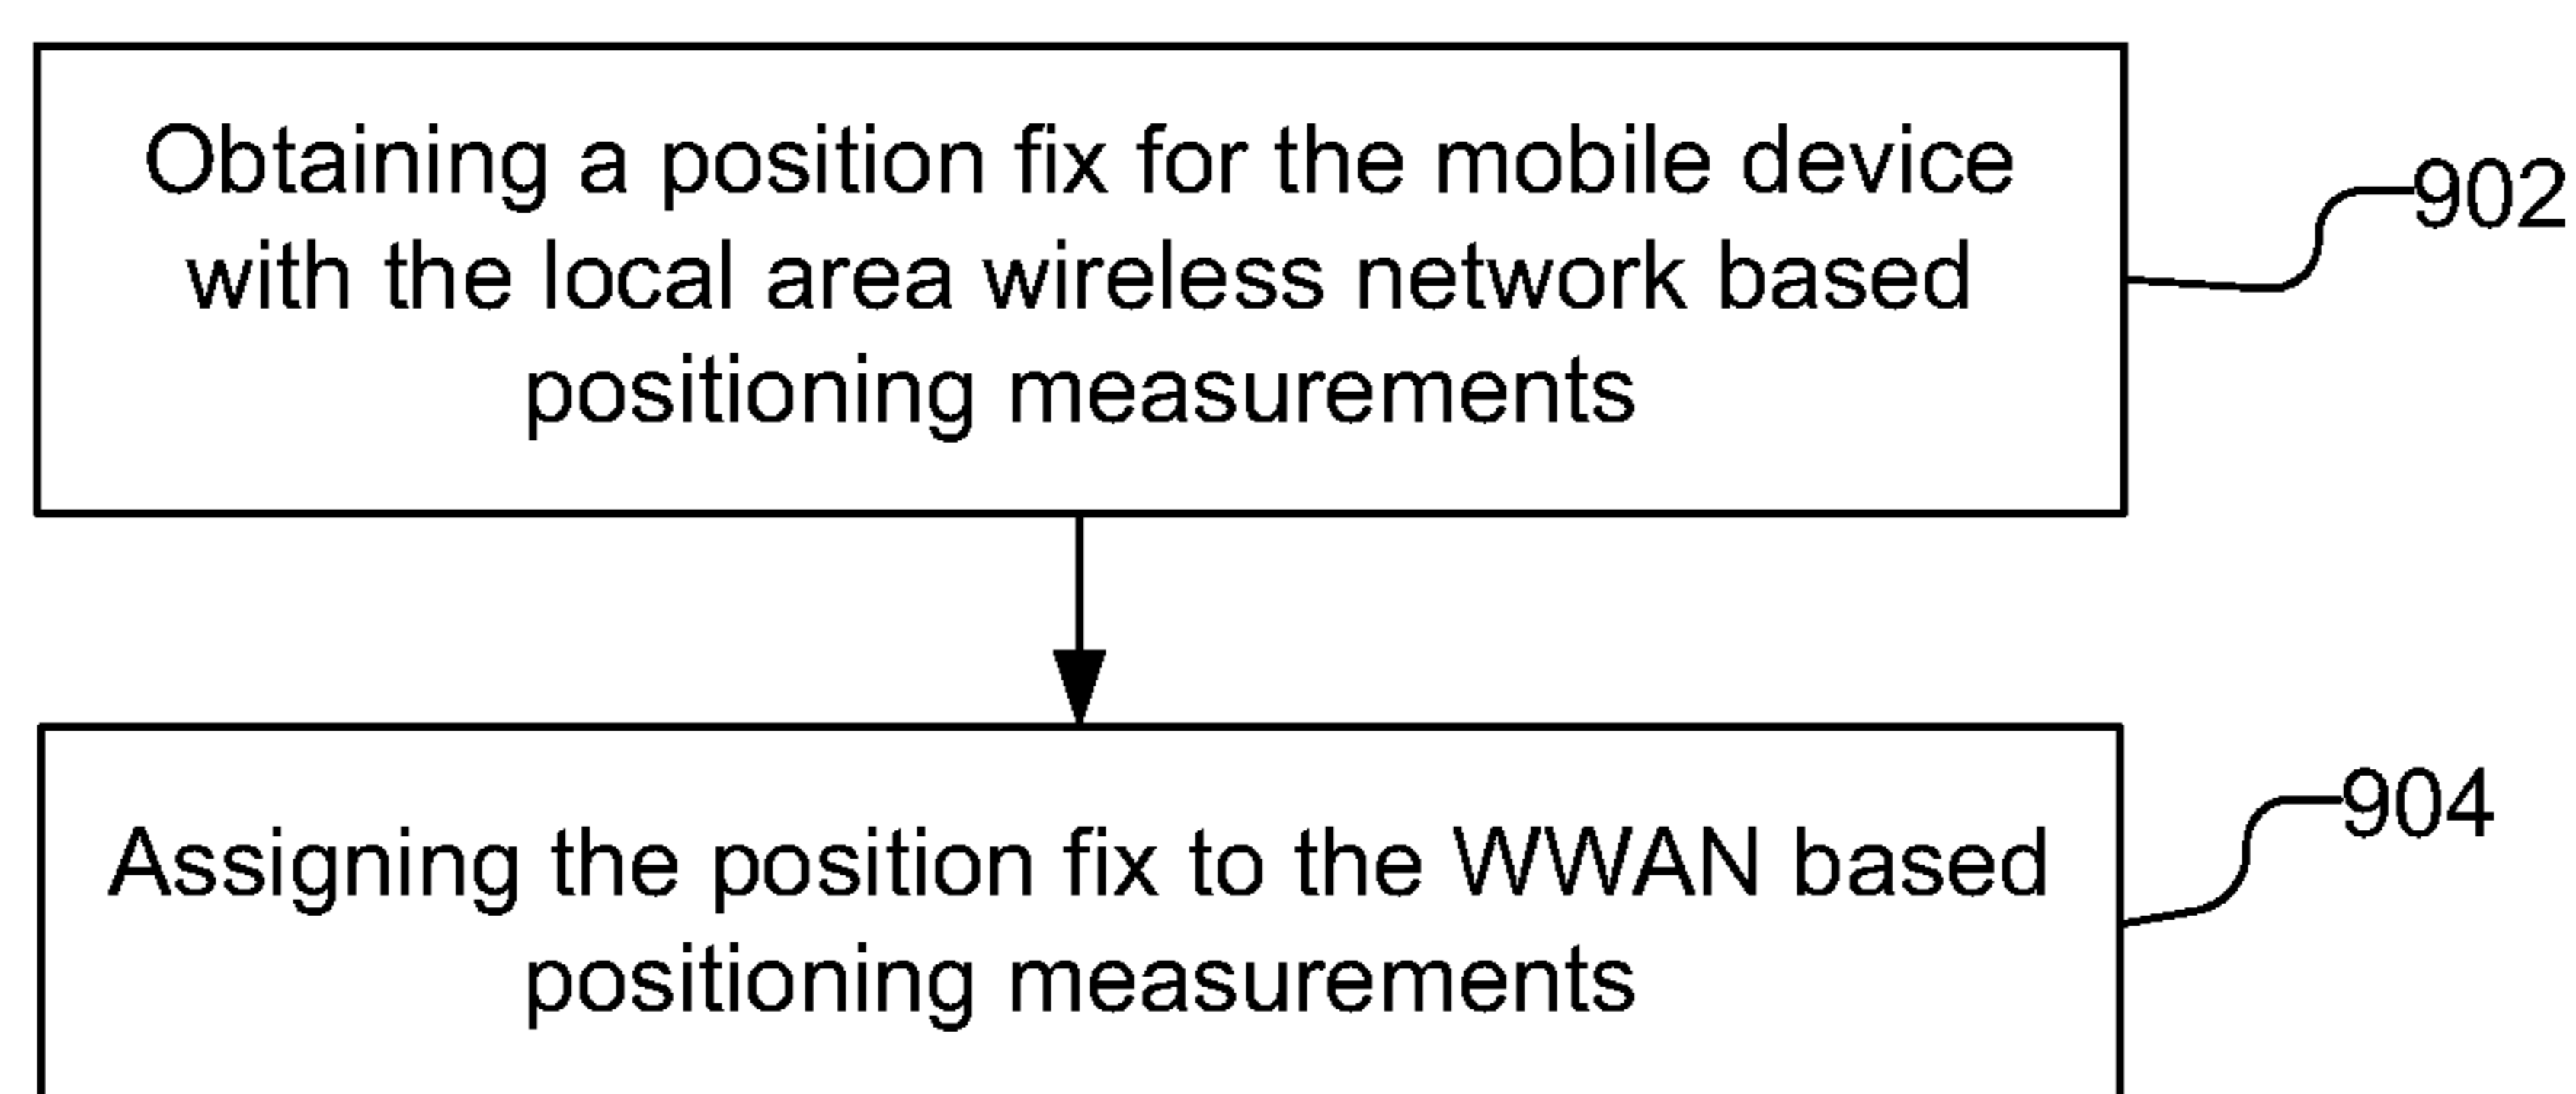 Obtaining a position fix for the mobile device
with the local area wireless network based
positioning measurements
902
Assigning the position fix to the WWAN based
positioning measurements
904